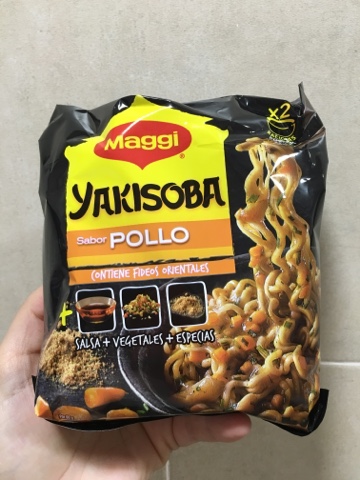 x2
Maggi
YAKISOBA
Sabor POLLO
CONTIENE FIDEOS ORIENTALES
SALSA + VEGETALES + ESPECIAS